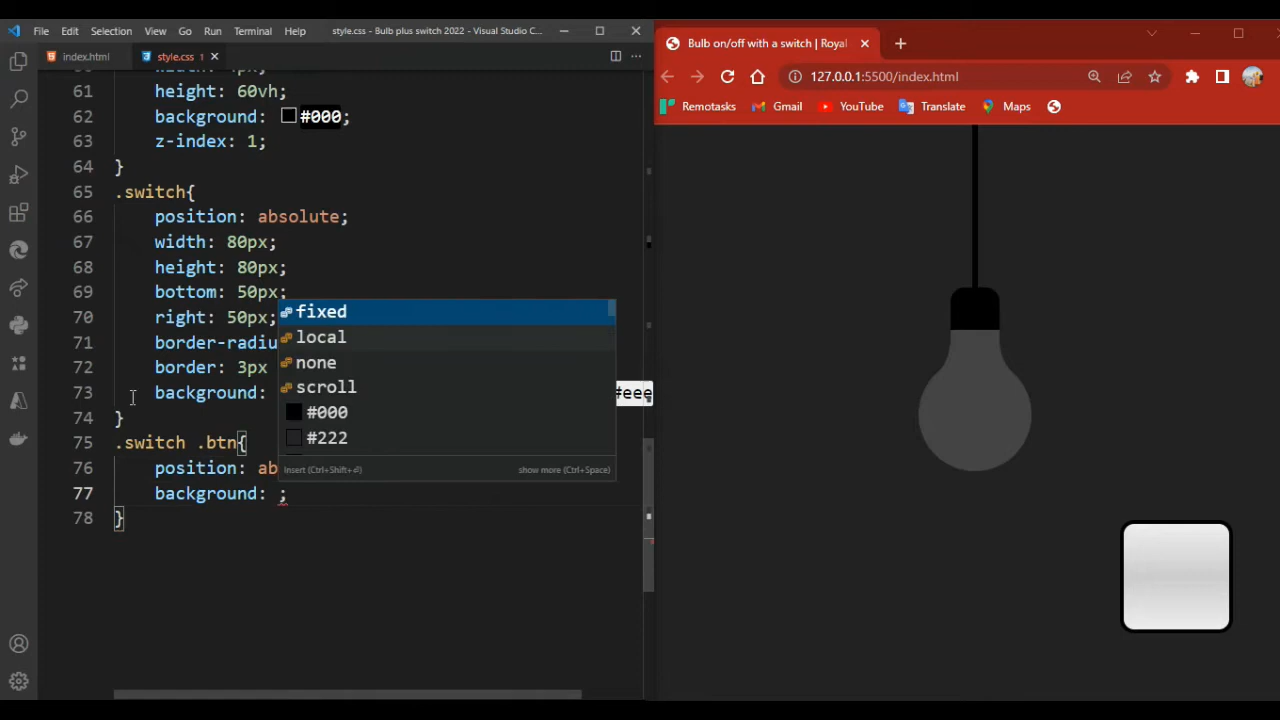 File Edit Selection View Go Run Terminal Help style.css - Bulb plus switch 2022 - Visual Studio C...
index.html style.css 1
61 height: 60vh;
62 background: #000;
63 z-index: 1;
64 }
65 .switch{
66 position: absolute;
67 width: 80px;
68 height: 80px;
69 bottom: 50px;
70 right: 50px;
71 border-radiu
72 border: 3px
73 background: #eee
74 }
75 .switch .btn{
76 position: ab
77 background: ;
78 }
fixed
local
none
scroll
#000
#222
Insert (Ctrl+Shift+⏎) show more (Ctrl+Space)
Bulb on/off with a switch | Royal
127.0.0.1:5500/index.html
Remotasks Gmail YouTube Translate Maps